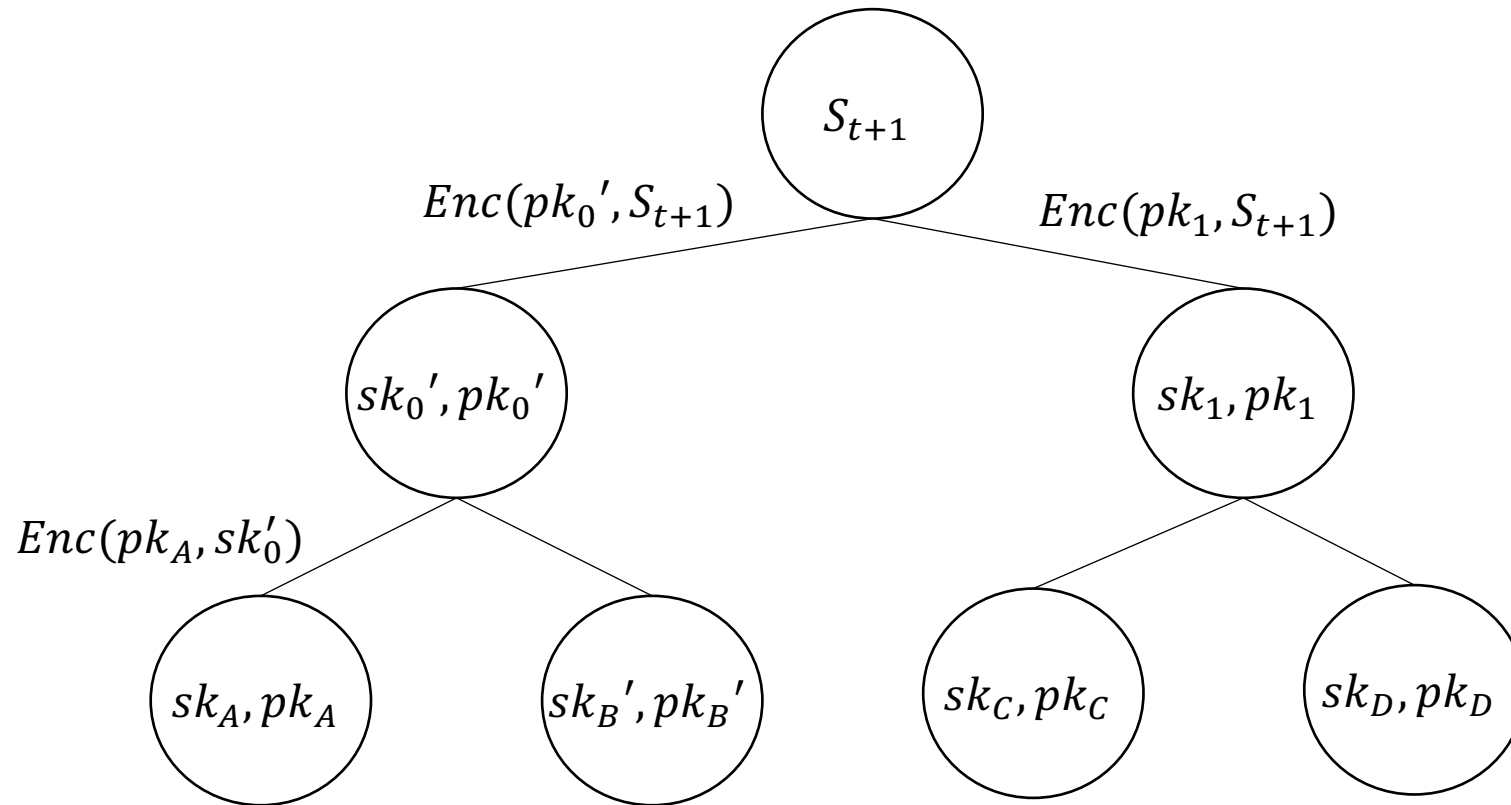 S_{t+1}
Enc(pk_0', S_{t+1})
Enc(pk_1, S_{t+1})
sk_0', pk_0'
sk_1, pk_1
Enc(pk_A, sk_0')
sk_A, pk_A
sk_B', pk_B'
sk_C, pk_C
sk_D, pk_D